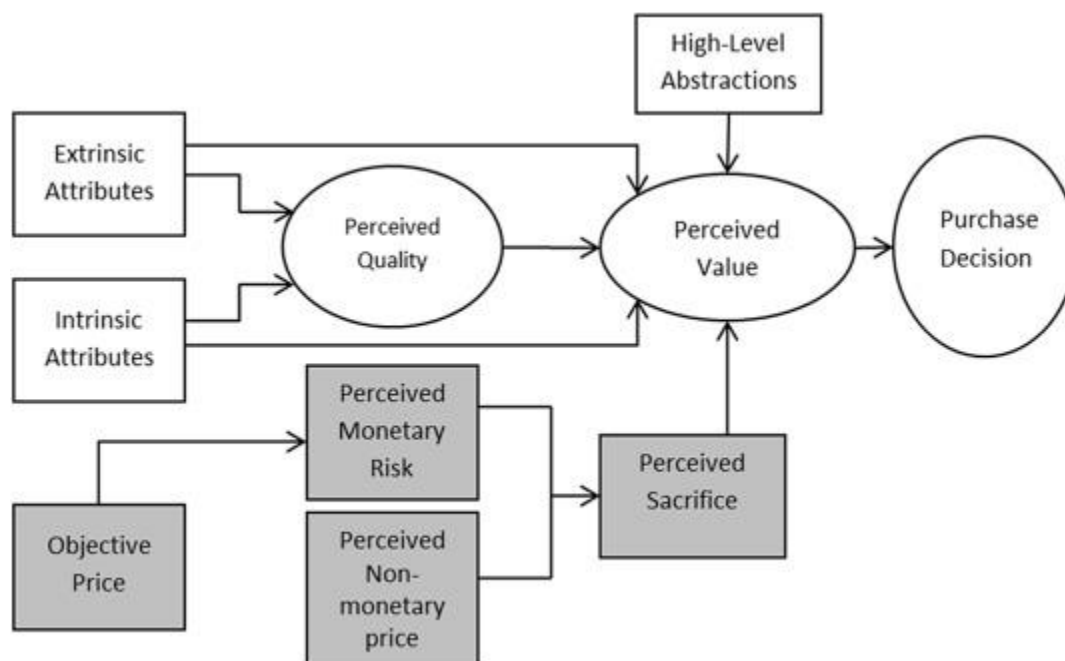 High-Level
Abstractions
Extrinsic
Attributes
Perceived
Quality
Perceived
Value
Purchase
Decision
Intrinsic
Attributes
Perceived
Monetary
Risk
Perceived
Sacrifice
Objective
Price
Perceived
Non-
monetary
price